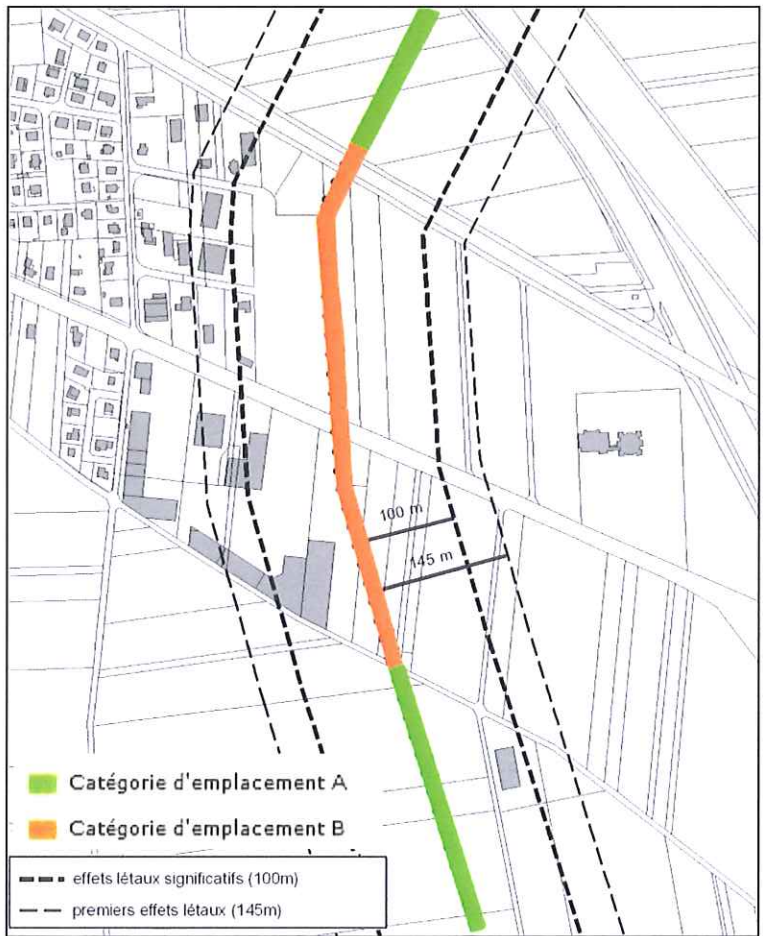 100 m
145 m
Catégorie d'emplacement A
Catégorie d'emplacement B
effets létaux significatifs (100m)
premiers effets létaux (145m)